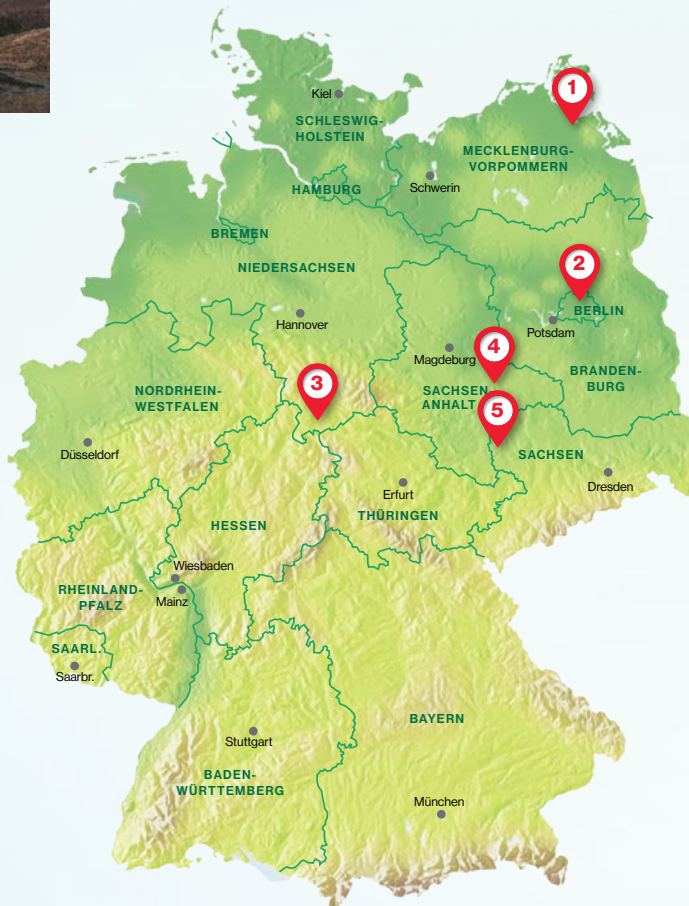 1
Kiel
SCHLESWIG-
HOLSTEIN
MECKLENBURG-
VORPOMMERN
HAMBURG
Schwerin
BREMEN
2
NIEDERSACHSEN
BERLIN
Hannover
Potsdam
4
Magdeburg
BRANDEN-
BURG
3
NORDRHEIN-
WESTFALEN
SACHSEN
ANHALT
5
Düsseldorf
SACHSEN
Dresden
Erfurt
THÜRINGEN
HESSEN
Wiesbaden
RHEINLAND-
PFALZ
Mainz
SAARL.
Saarbr.
BAYERN
Stuttgart
BADEN-
WÜRTTEMBERG
München